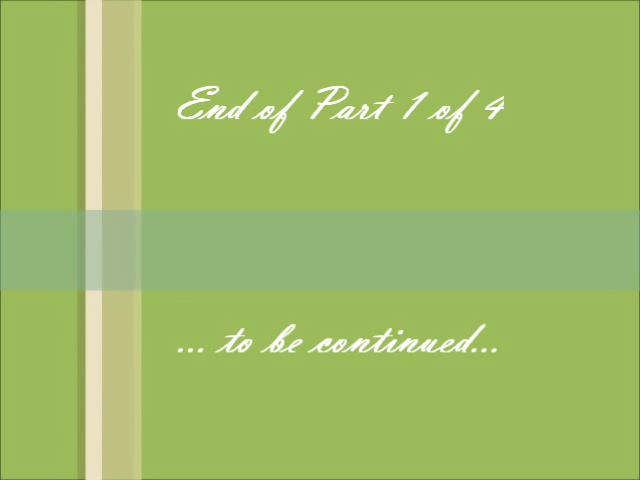 End of Part 1 of 4
... to be continued...